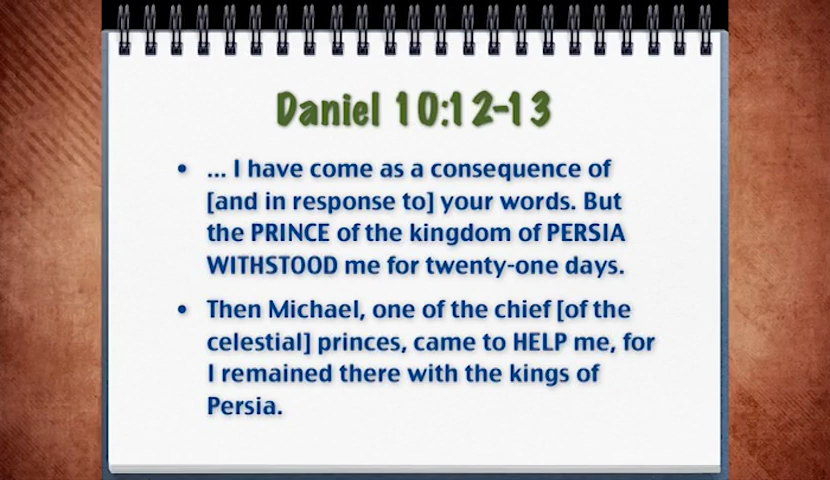 Daniel 10:12-13
• ... I have come as a consequence of
[and in response to] your words. But
the PRINCE of the kingdom of PERSIA
WITHSTOOD me for twenty-one days.
• Then Michael, one of the chief [of the
celestial] princes, came to HELP me, for
I remained there with the kings of
Persia.